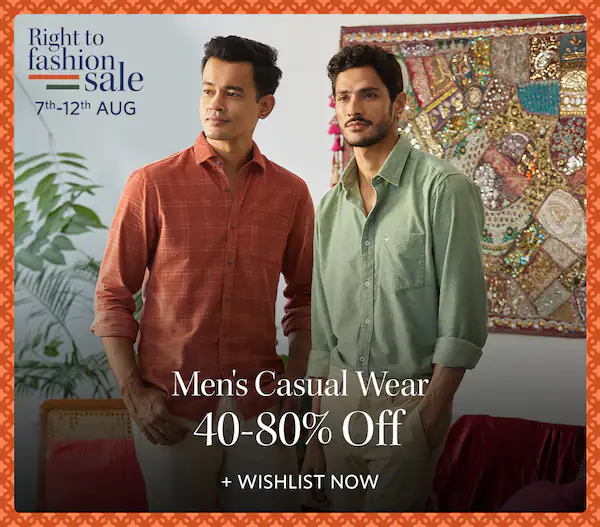 Right to
fashion
sale
7th-12th AUG
Men's Casual Wear
40-80% Off
+ WISHLIST NOW